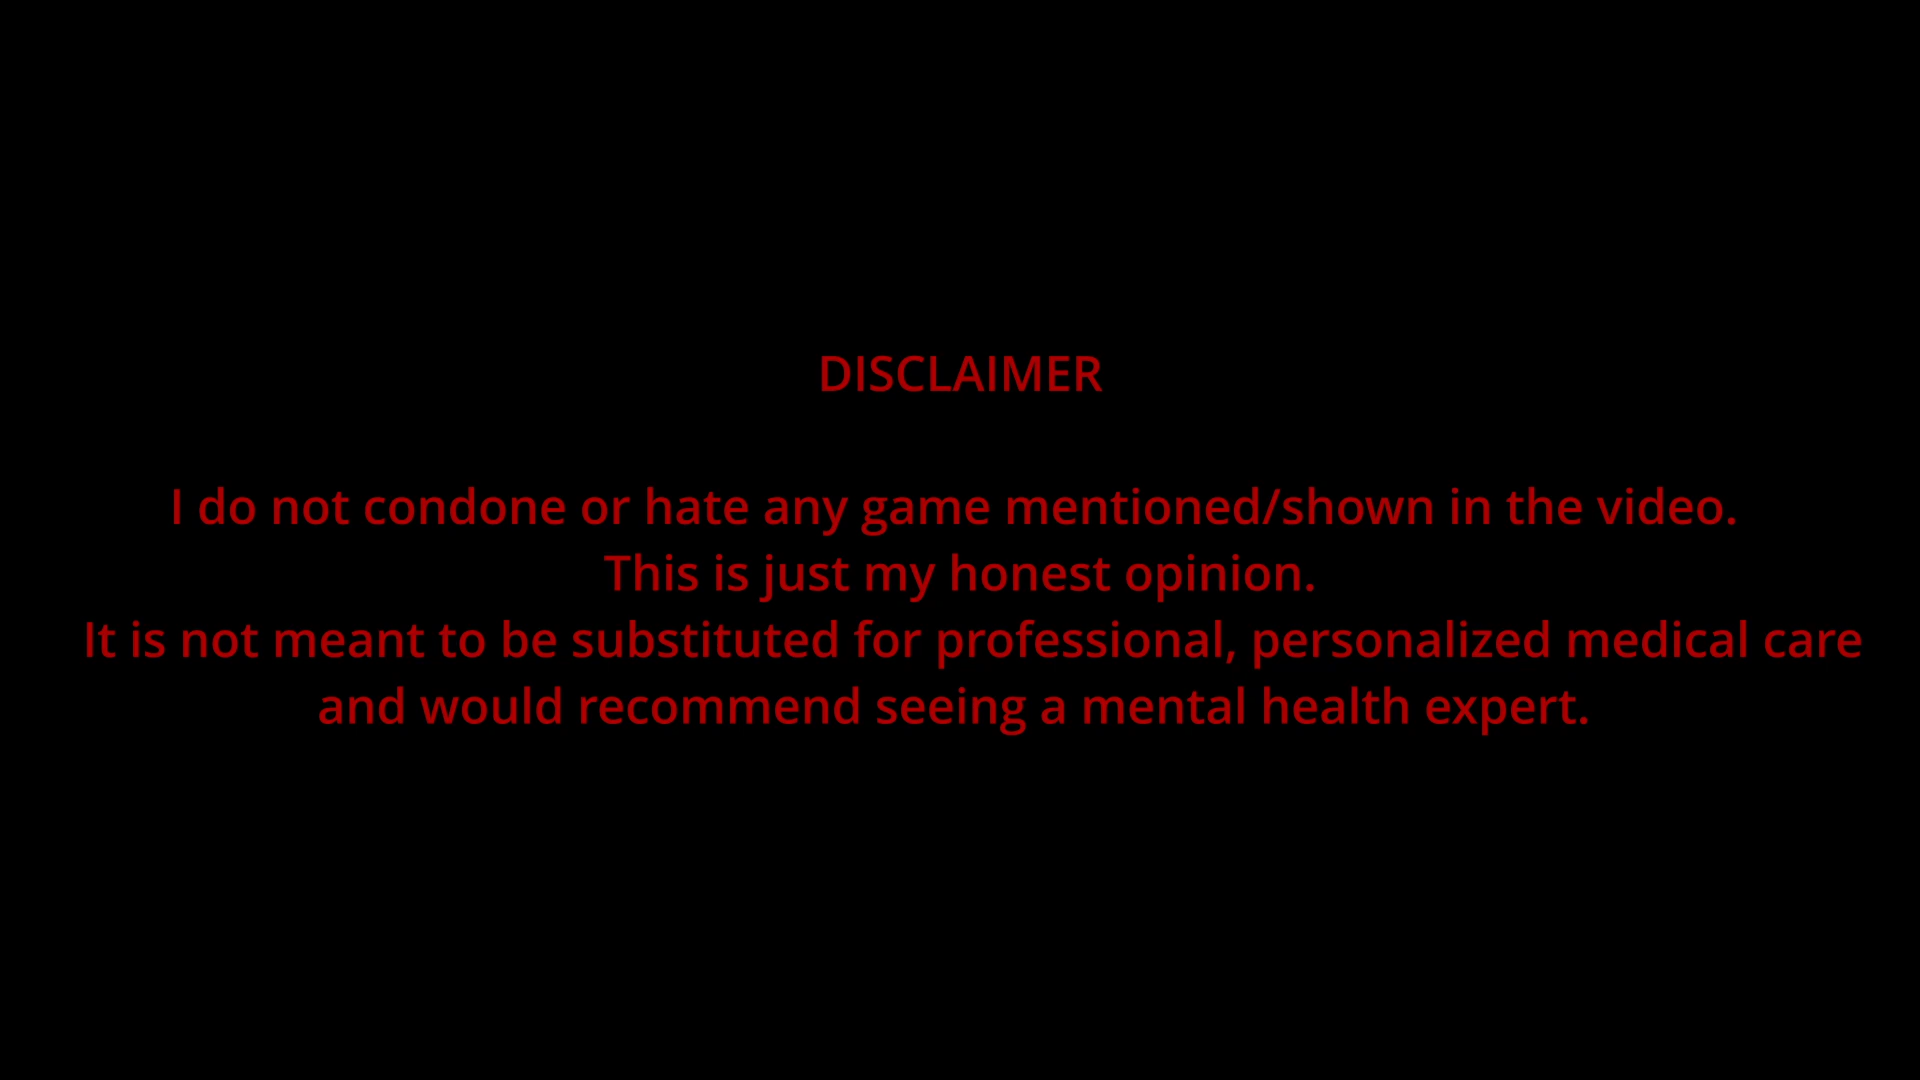 DISCLAIMER
I do not condone or hate any game mentioned/shown in the video.
This is just my honest opinion.
It is not meant to be substituted for professional, personalized medical care
and would recommend seeing a mental health expert.